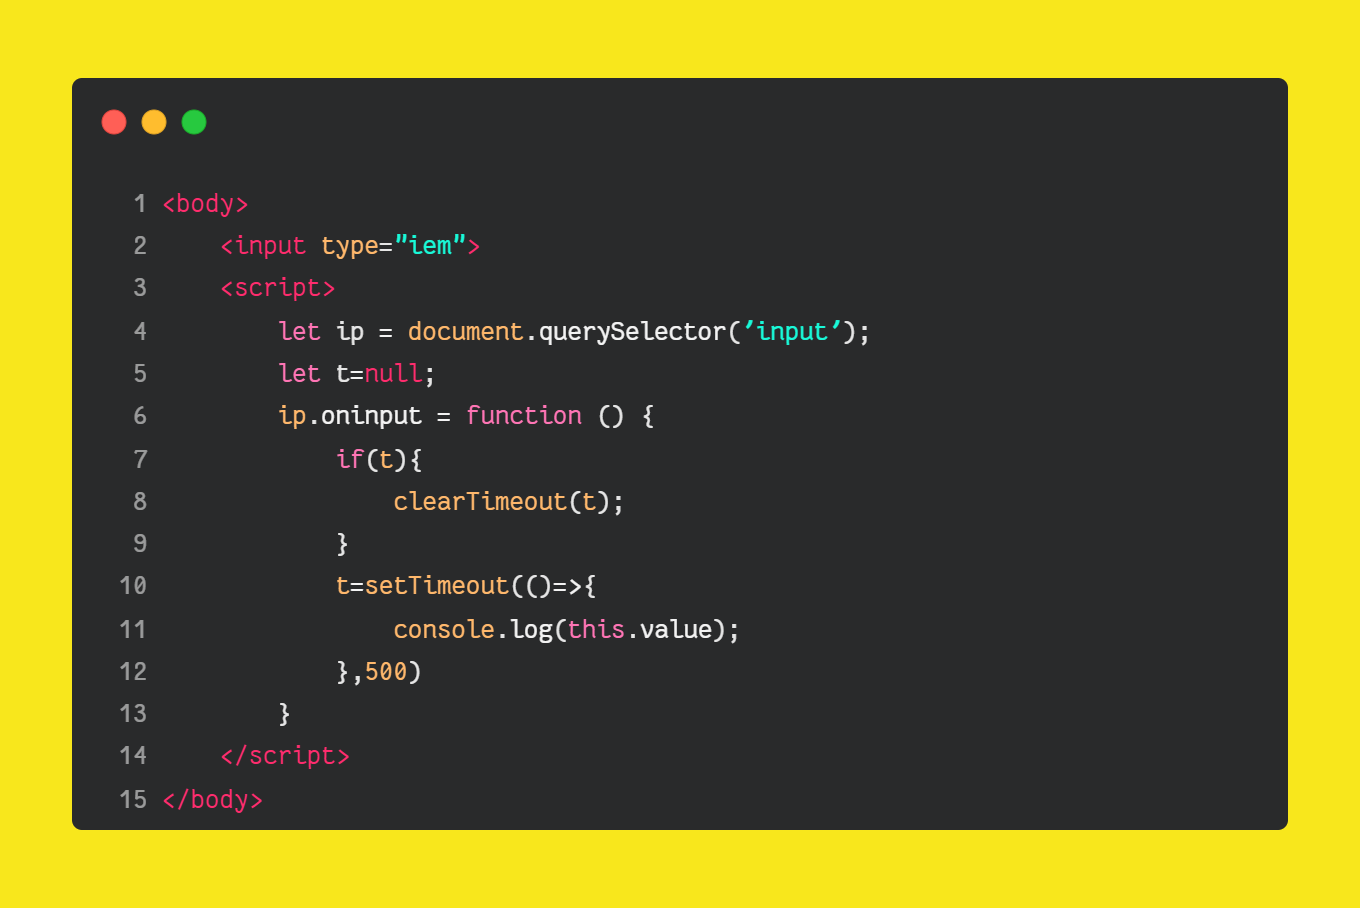 1 <body>
2     <input type="iem">
3     <script>
4         let ip = document.querySelector('input');
5         let t=null;
6         ip.oninput = function () {
7             if(t){
8                 clearTimeout(t);
9             }
10             t=setTimeout(()=>{
11                 console.log(this.value);
12             },500)
13         }
14     </script>
15 </body>